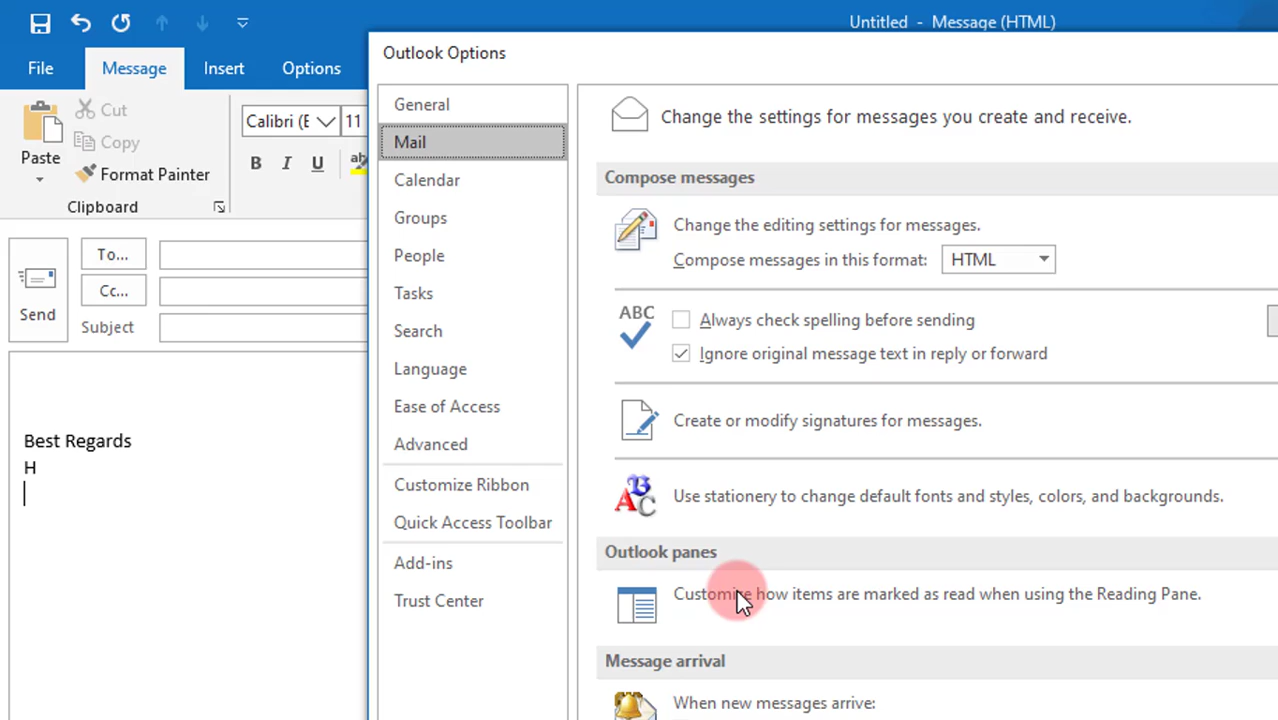 Untitled - Message (HTML)
File Message Insert Options
Outlook Options
Cut
Copy
Paste
Format Painter
Clipboard
Calibri (E 11
B I U ab
To...
Cc...
Send
Subject
Best Regards
H
General
Mail
Calendar
Groups
People
Tasks
Search
Language
Ease of Access
Advanced
Customize Ribbon
Quick Access Toolbar
Add-ins
Trust Center
Change the settings for messages you create and receive.
Compose messages
Change the editing settings for messages.
Compose messages in this format: HTML
ABC
Always check spelling before sending
Ignore original message text in reply or forward
Create or modify signatures for messages.
Use stationery to change default fonts and styles, colors, and backgrounds.
Outlook panes
Customize how items are marked as read when using the Reading Pane.
Message arrival
When new messages arrive: